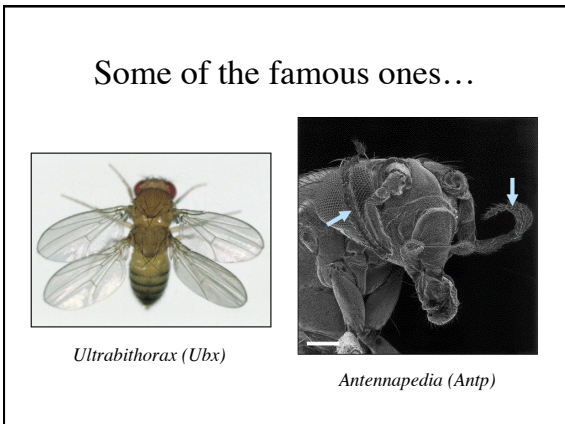 Some of the famous ones…
Ultrabithorax (Ubx)
Antennapedia (Antp)